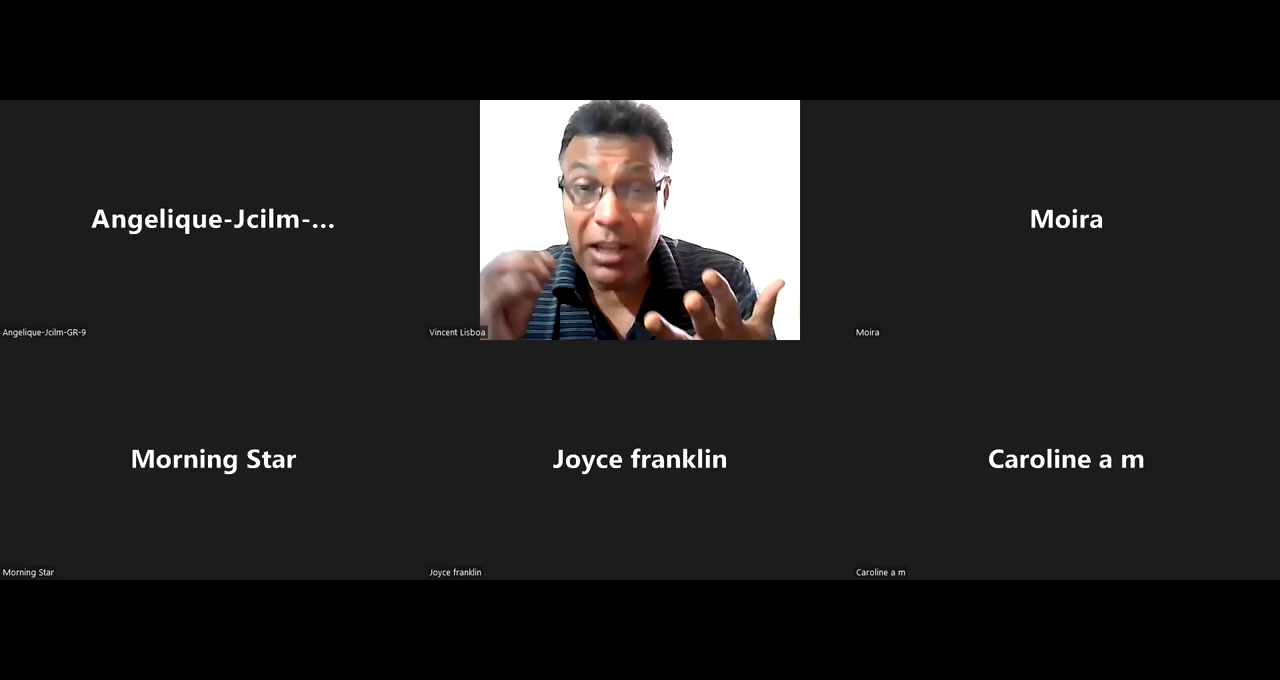 Angelique-Jcilm-...
Moira
Angelique-Jcilm-GR-9
Vincent Lisboa
Moira
Morning Star
Joyce franklin
Caroline a m
Morning Star
Joyce franklin
Caroline a m